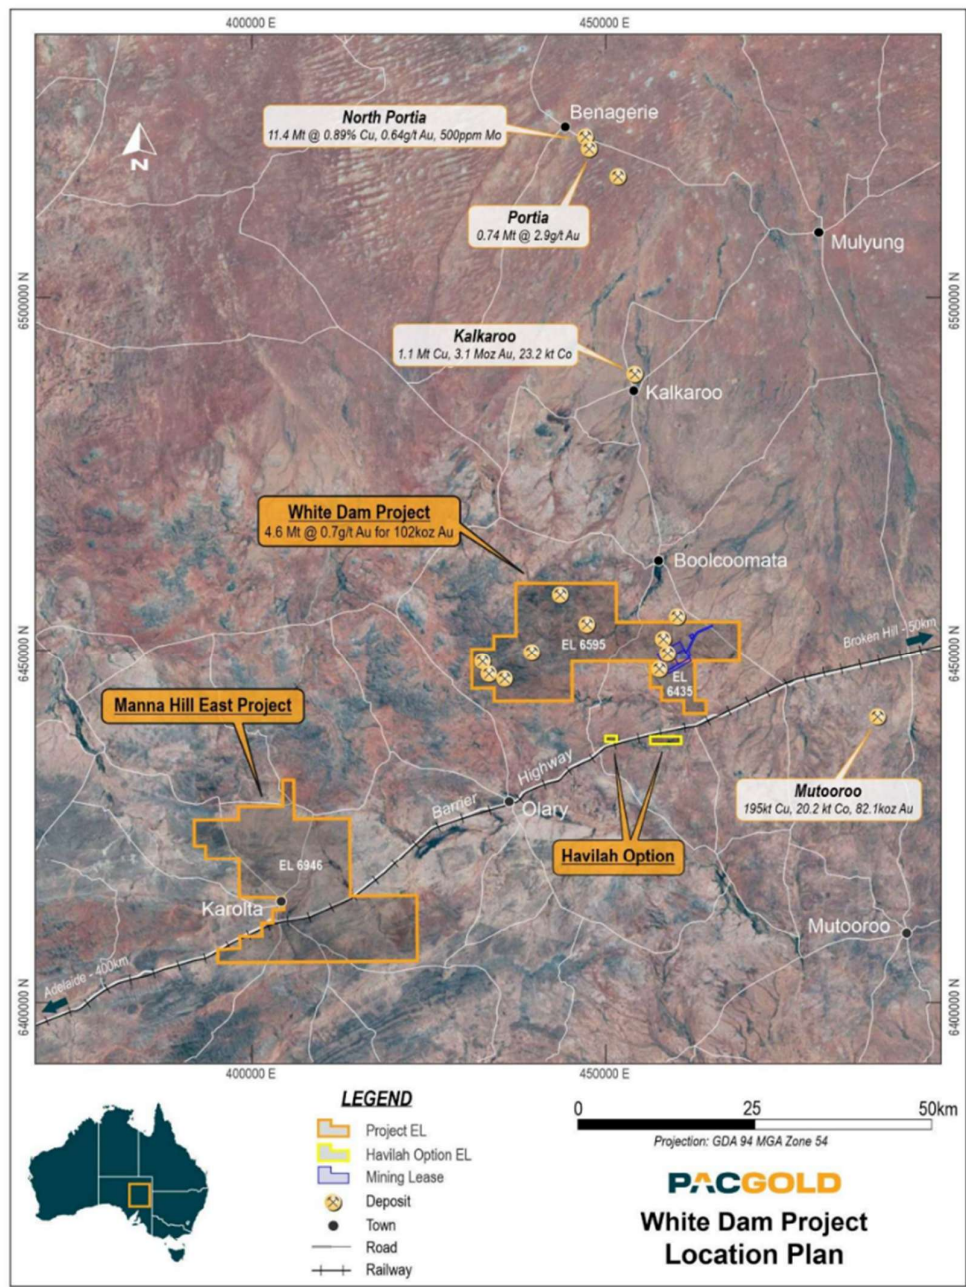 400000 E
450000 E
North Portia
11.4 Mt @ 0.89% Cu, 0.64g/t Au, 500ppm Mo
Benagerie
N
Portia
0.74 Mt @ 2.9g/t Au
Mulyung
6500000 N
6500000 N
Kalkaroo
1.1 Mt Cu, 3.1 Moz Au, 23.2 kt Co
Kalkaroo
White Dam Project
4.6 Mt @ 0.7g/t Au for 102koz Au
Boolcoomata
EL 6595
Broken Hill - 50km
6450000 N
6450000 N
EL
6435
Manna Hill East Project
Barrier Highway
Olary
Mutooroo
195kt Cu, 20.2 kt Co, 82.1koz Au
Havilah Option
EL 6946
Karolta
Mutooroo
Adelaide - 400km
6400000 N
6400000 N
400000 E
450000 E
LEGEND
Project EL
Havilah Option EL
Mining Lease
Deposit
Town
Road
Railway
0 25 50km
Projection: GDA 94 MGA Zone 54
PACGOLD
White Dam Project
Location Plan